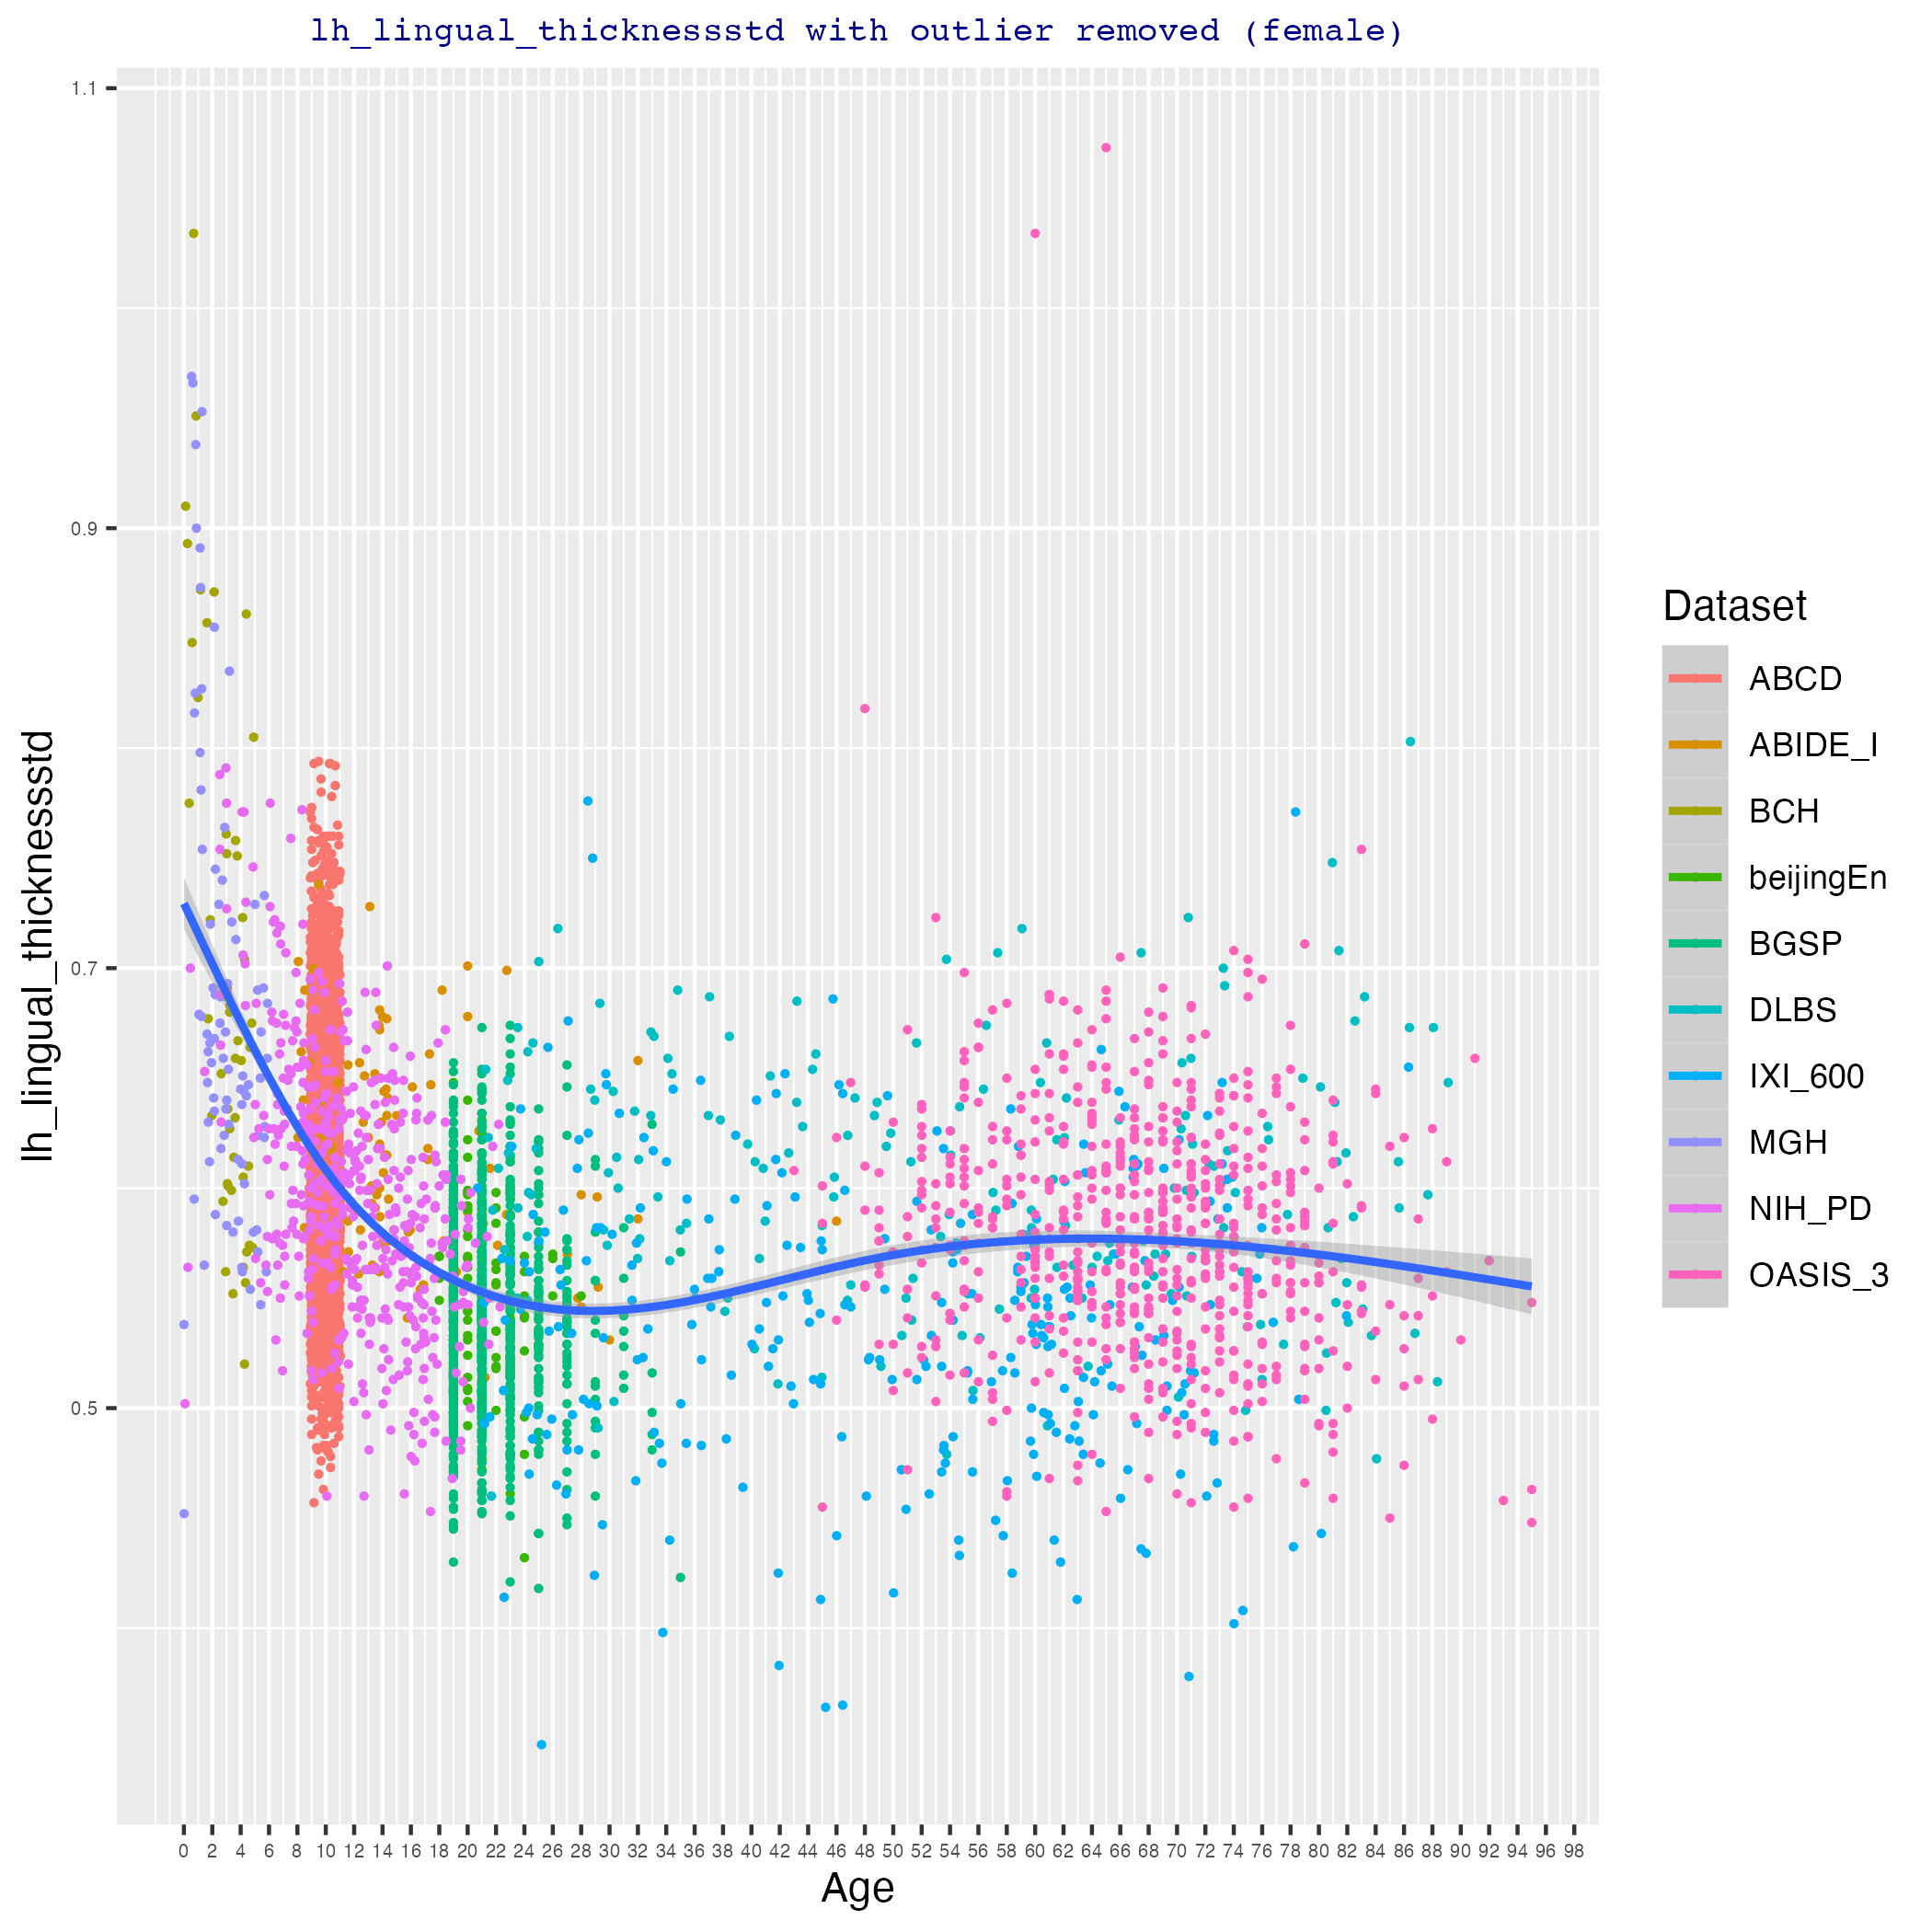 lh_lingual_thicknessstd with outlier removed (female)
1.1
0.9
0.7
0.5
lh_lingual_thicknessstd
0 2 4 6 8 10 12 14 16 18 20 22 24 26 28 30 32 34 36 38 40 42 44 46 48 50 52 54 56 58 60 62 64 66 68 70 72 74 76 78 80 82 84 86 88 90 92 94 96 98
Age
Dataset
ABCD
ABIDE_I
BCH
beijingEn
BGSP
DLBS
IXI_600
MGH
NIH_PD
OASIS_3